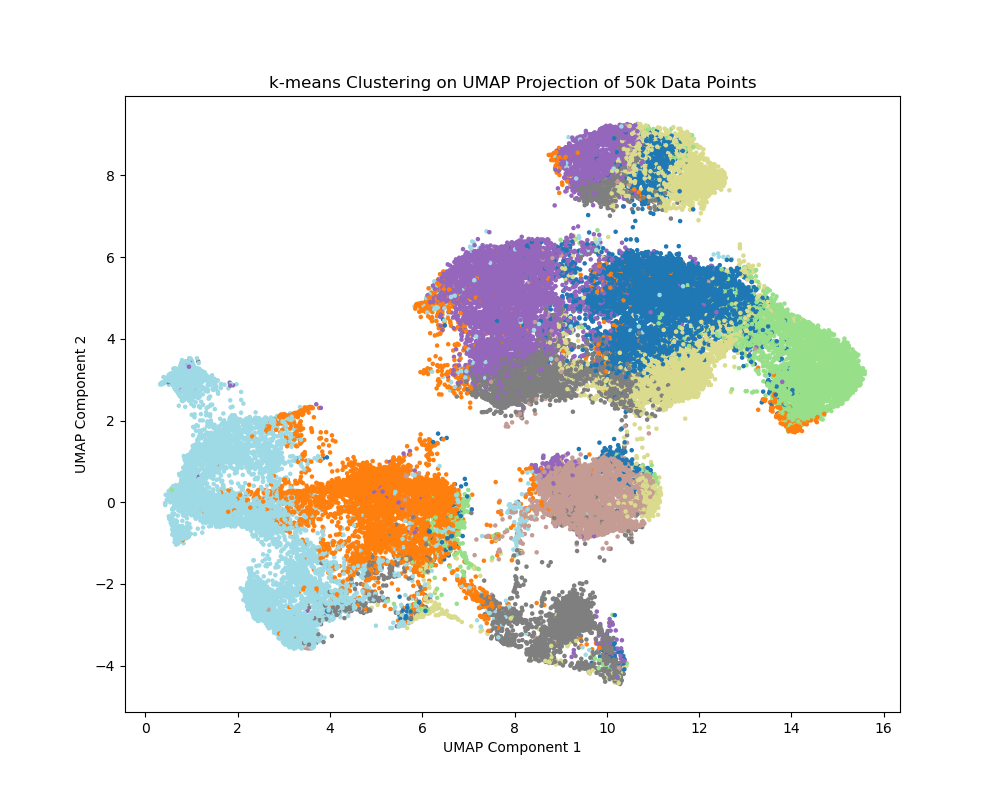 k-means Clustering on UMAP Projection of 50k Data Points
8
6
4
2
0
−2
−4
UMAP Component 2
0 2 4 6 8 10 12 14 16
UMAP Component 1